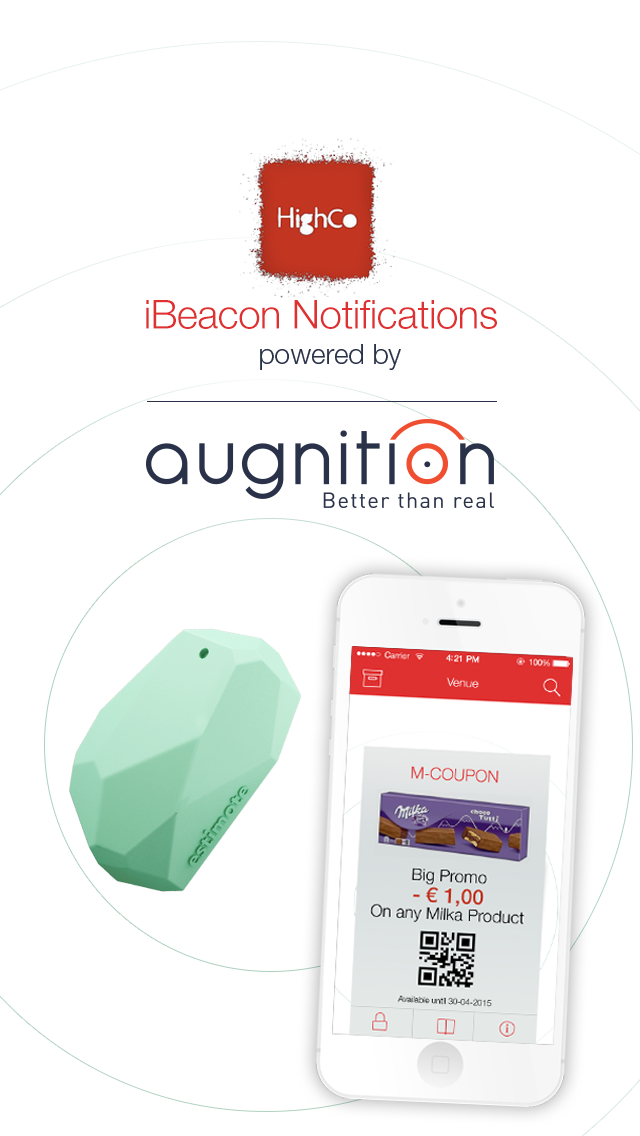 HighCo
iBeacon Notifications
powered by
augnition
Better than real
estimote
Carrier 4:21 PM 100%
Venue
M-COUPON
Milka choco Tutti
Big Promo
- € 1,00
On any Milka Product
Available until 30-04-2015